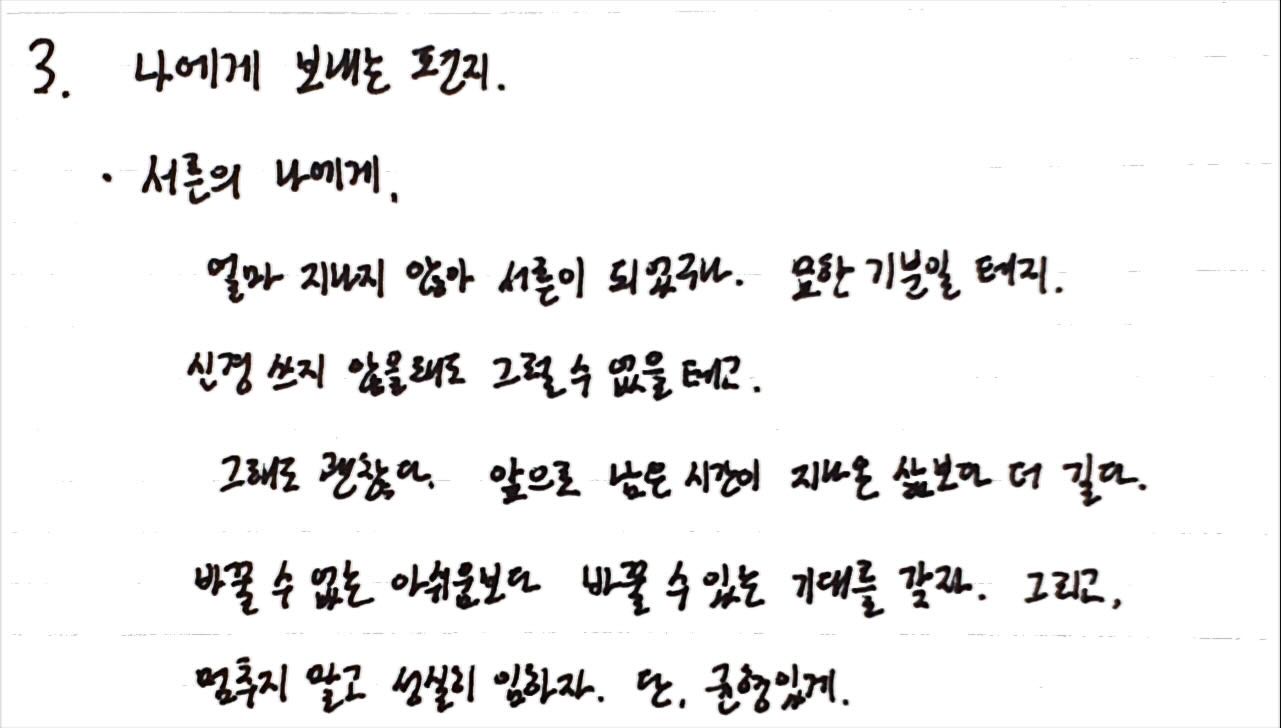 3. 나에게 보내는 편지.
· 서른의 나에게.
얼마 지나지 않아 서른이 되었구나. 묘한 기분일 테지.
신경 쓰지 않을래도 그럴 수 없을 테고.
그래도 괜찮다. 앞으로 남은 시간이 지나온 삶보다 더 길다.
바꿀 수 없는 아쉬움보다 바꿀 수 있는 기대를 갖자. 그리고,
멈추지 말고 성실히 임하자. 단, 균형있게.